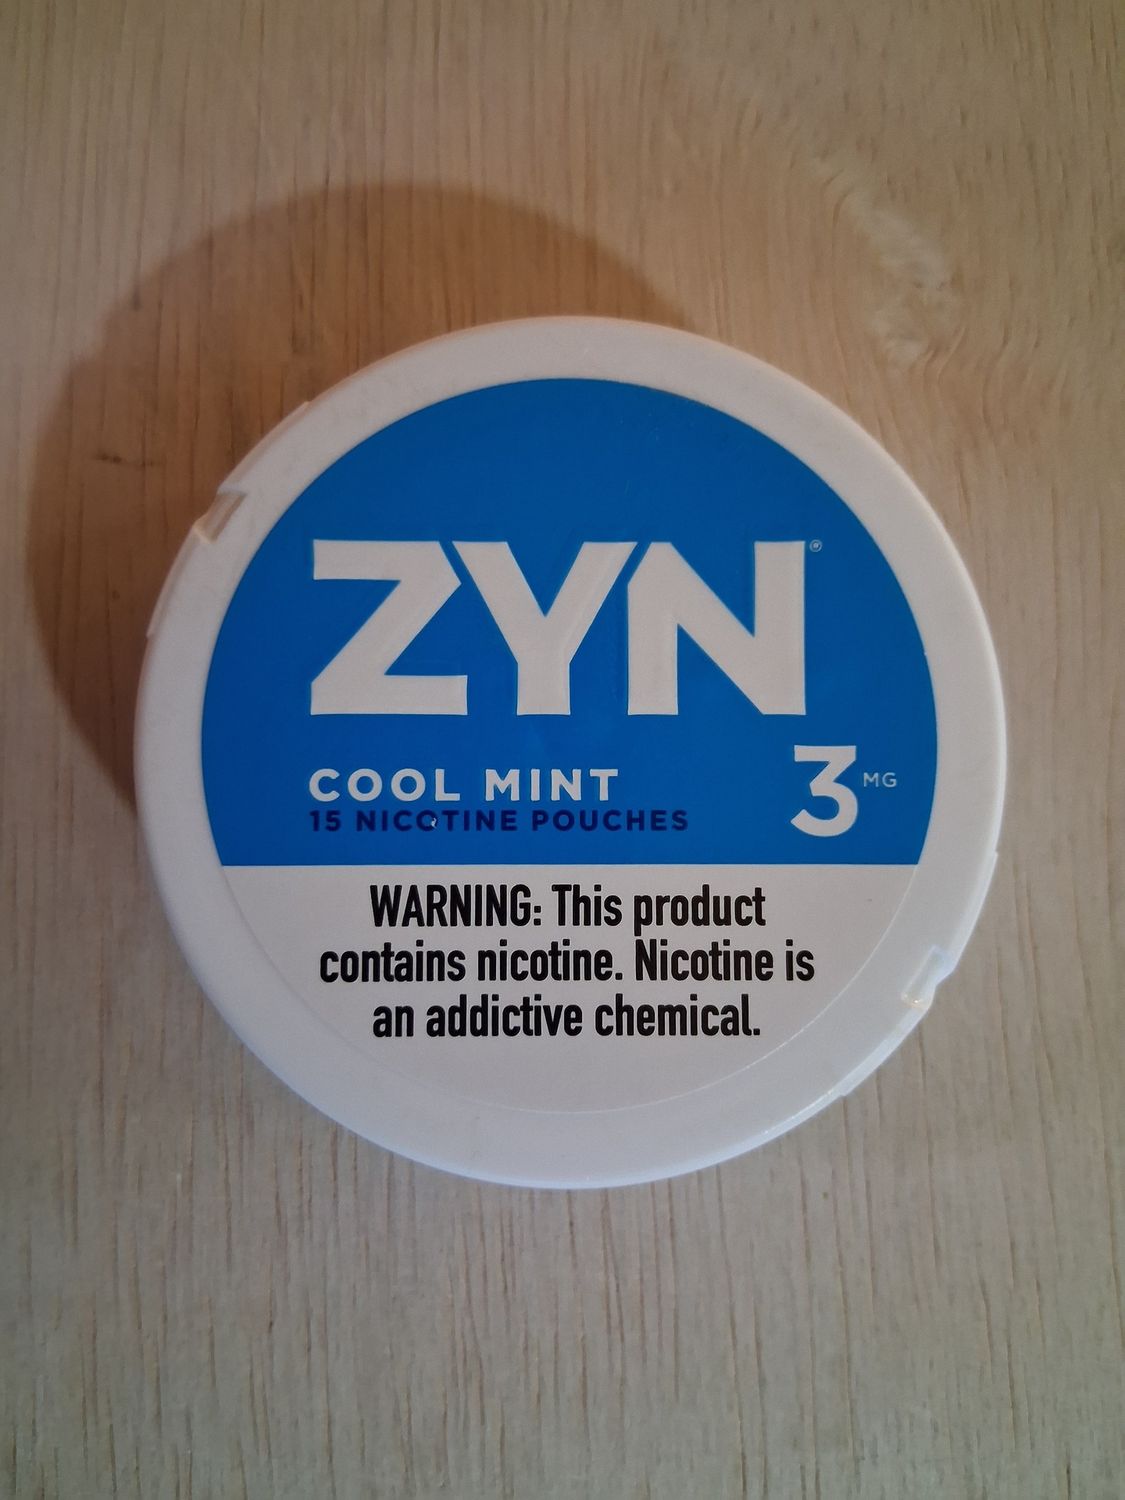 ZYN®
COOL MINT
15 NICOTINE POUCHES
3 MG
WARNING: This product
contains nicotine. Nicotine is
an addictive chemical.